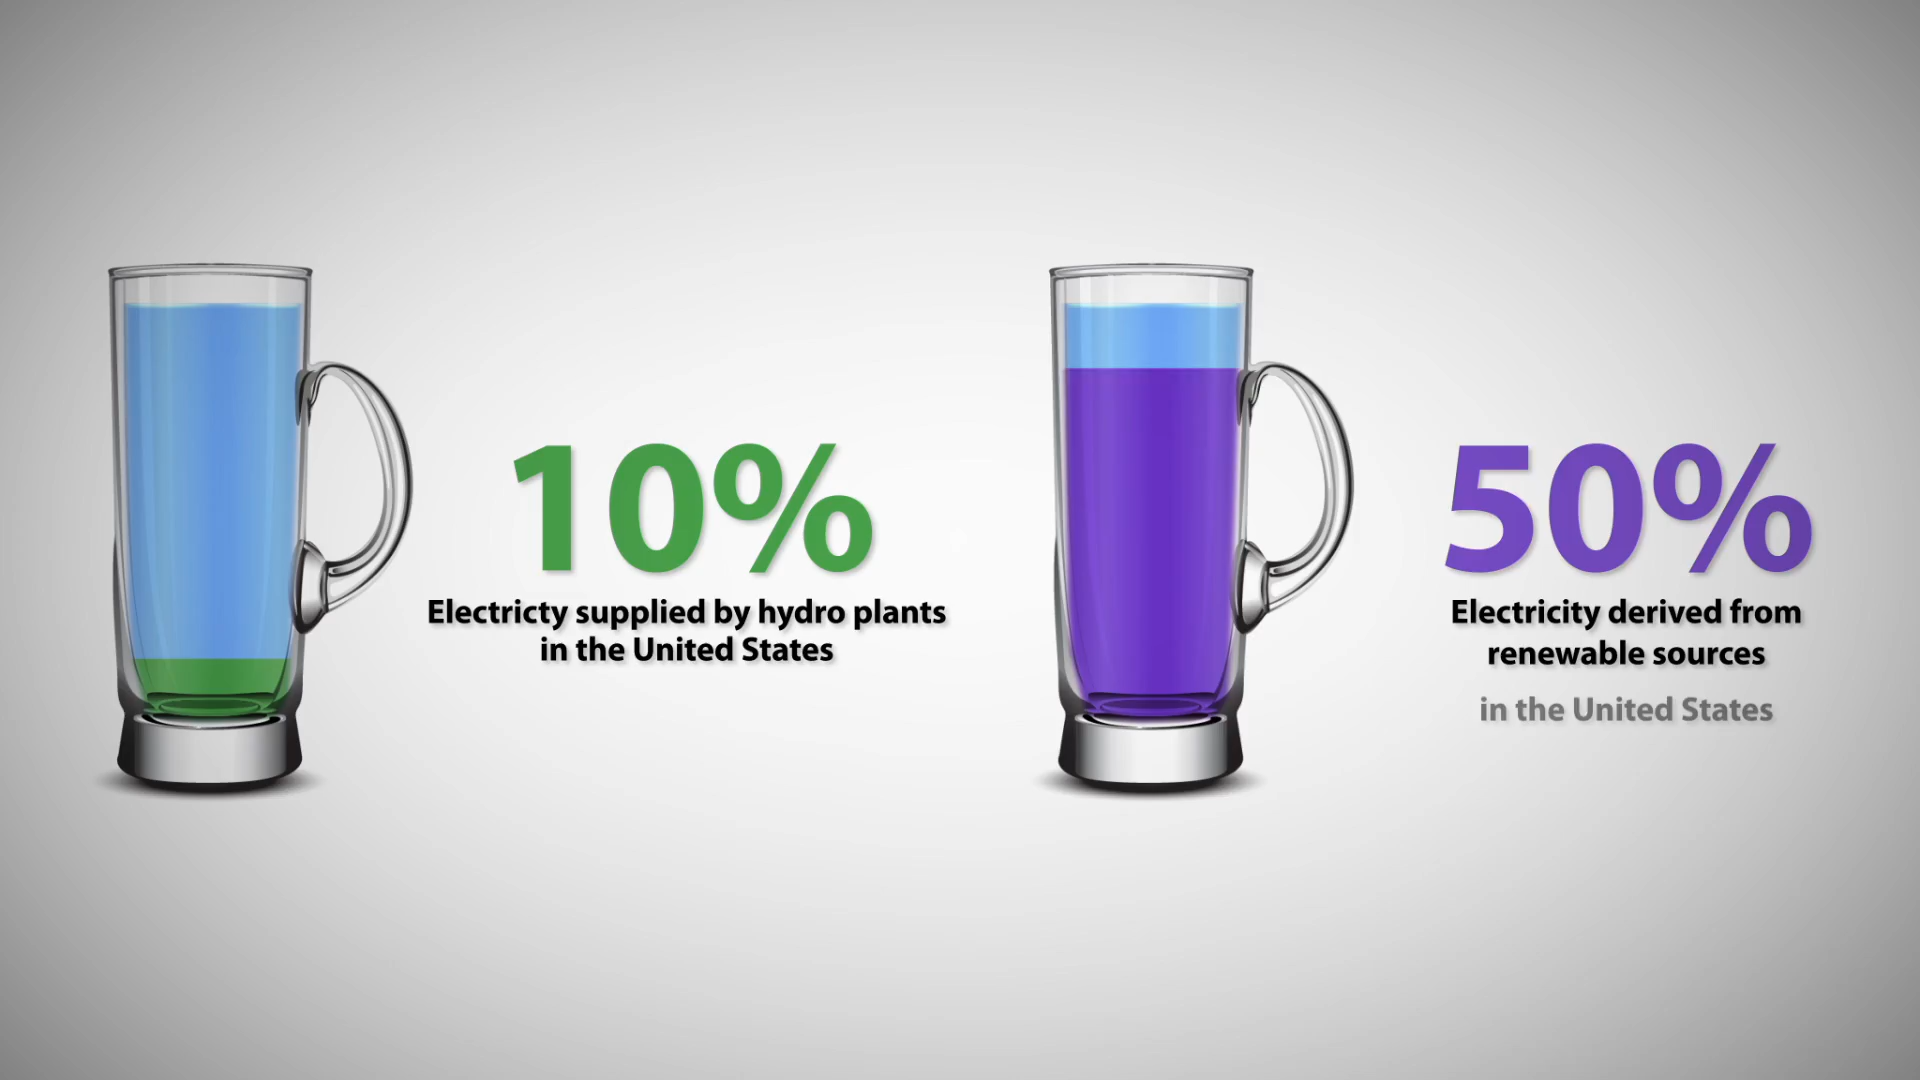 10%
Electricty supplied by hydro plants
in the United States
50%
Electricity derived from
renewable sources
in the United States